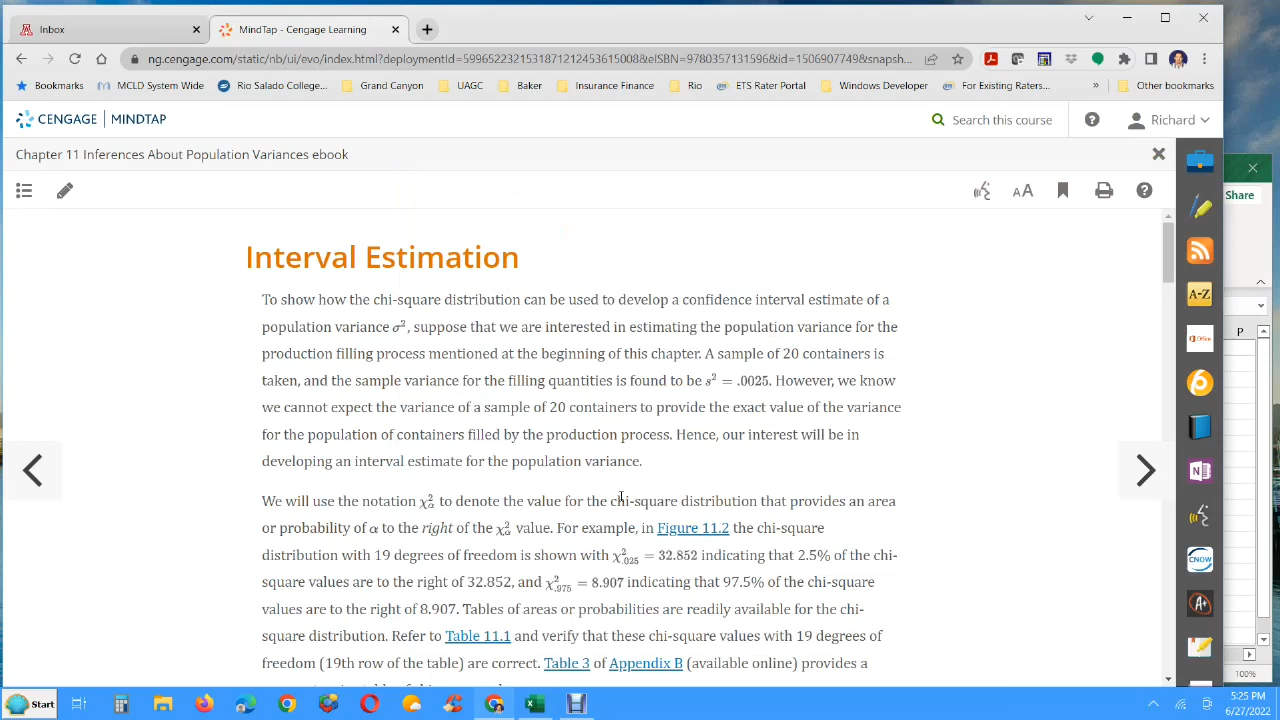 Inbox
MindTap - Cengage Learning
ng.cengage.com/static/nb/ui/evo/index.html?deploymentId=5896522321531871212453615008&eISBN=9780357131596&id=1506907749&snapsh...
Bookmarks
MCLD System Wide
Rio Salado College...
Grand Canyon
UAGC
Baker
Insurance Finance
Rio
ETS Rater Portal
Windows Developer
For Existing Raters...
»
Other bookmarks
CENGAGE | MINDTAP
Search this course
Richard
Chapter 11 Inferences About Population Variances ebook
AA
Share
Interval Estimation
To show how the chi-square distribution can be used to develop a confidence interval estimate of a
population variance σ², suppose that we are interested in estimating the population variance for the
production filling process mentioned at the beginning of this chapter. A sample of 20 containers is
taken, and the sample variance for the filling quantities is found to be s² = .0025. However, we know
we cannot expect the variance of a sample of 20 containers to provide the exact value of the variance
for the population of containers filled by the production process. Hence, our interest will be in
developing an interval estimate for the population variance.
We will use the notation χ²α to denote the value for the chi-square distribution that provides an area
or probability of α to the right of the χ²α value. For example, in Figure 11.2 the chi-square
distribution with 19 degrees of freedom is shown with χ².025 = 32.852 indicating that 2.5% of the chi-
square values are to the right of 32.852, and χ².975 = 8.907 indicating that 97.5% of the chi-square
values are to the right of 8.907. Tables of areas or probabilities are readily available for the chi-
square distribution. Refer to Table 11.1 and verify that these chi-square values with 19 degrees of
freedom (19th row of the table) are correct. Table 3 of Appendix B (available online) provides a
A-Z
Office
CNOW
A+
P
100%
Start
5:25 PM
6/27/2022